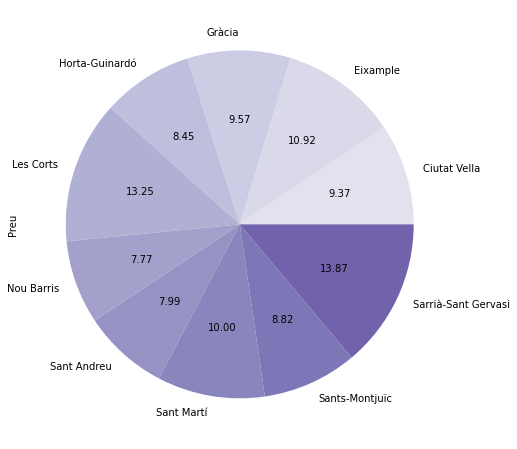 Gràcia
Horta-Guinardó
Eixample
9.57
8.45
10.92
Les Corts
Ciutat Vella
13.25
9.37
Preu
7.77
13.87
Nou Barris
7.99
Sarrià-Sant Gervasi
10.00
8.82
Sant Andreu
Sants-Montjuïc
Sant Martí